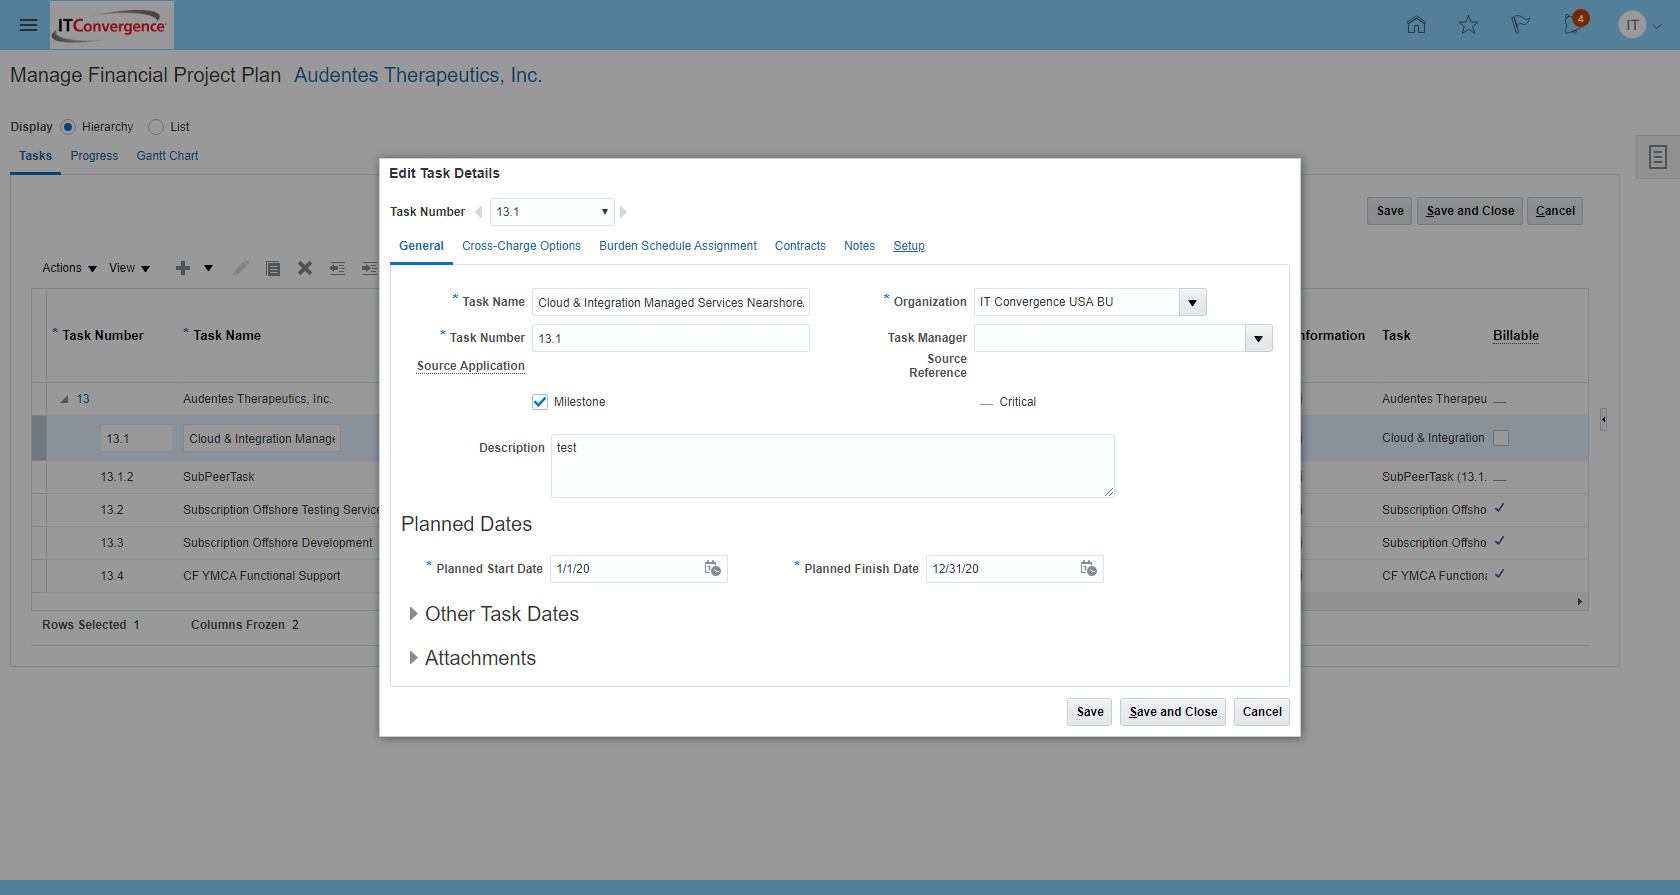 ITConvergence
4
IT
Manage Financial Project Plan Audentes Therapeutics, Inc.
Display Hierarchy List
Tasks Progress Gantt Chart
Save Save and Close Cancel
Actions View
* Task Number * Task Name
Task Billable
13 Audentes Therapeutics, Inc. Audentes Therapeu
13.1 Cloud & Integration Manage Cloud & Integration
13.1.2 SubPeerTask SubPeerTask (13.1.
13.2 Subscription Offshore Testing Service Subscription Offsho
13.3 Subscription Offshore Development Subscription Offsho
13.4 CF YMCA Functional Support CF YMCA Functiona
Rows Selected 1 Columns Frozen 2
Edit Task Details
Task Number 13.1
General Cross-Charge Options Burden Schedule Assignment Contracts Notes Setup
* Task Name Cloud & Integration Managed Services Nearshore * Organization IT Convergence USA BU
* Task Number 13.1 Task Manager
Source Application Source
Reference
Milestone Critical
Description test
Planned Dates
* Planned Start Date 1/1/20 * Planned Finish Date 12/31/20
Other Task Dates
Attachments
Save Save and Close Cancel